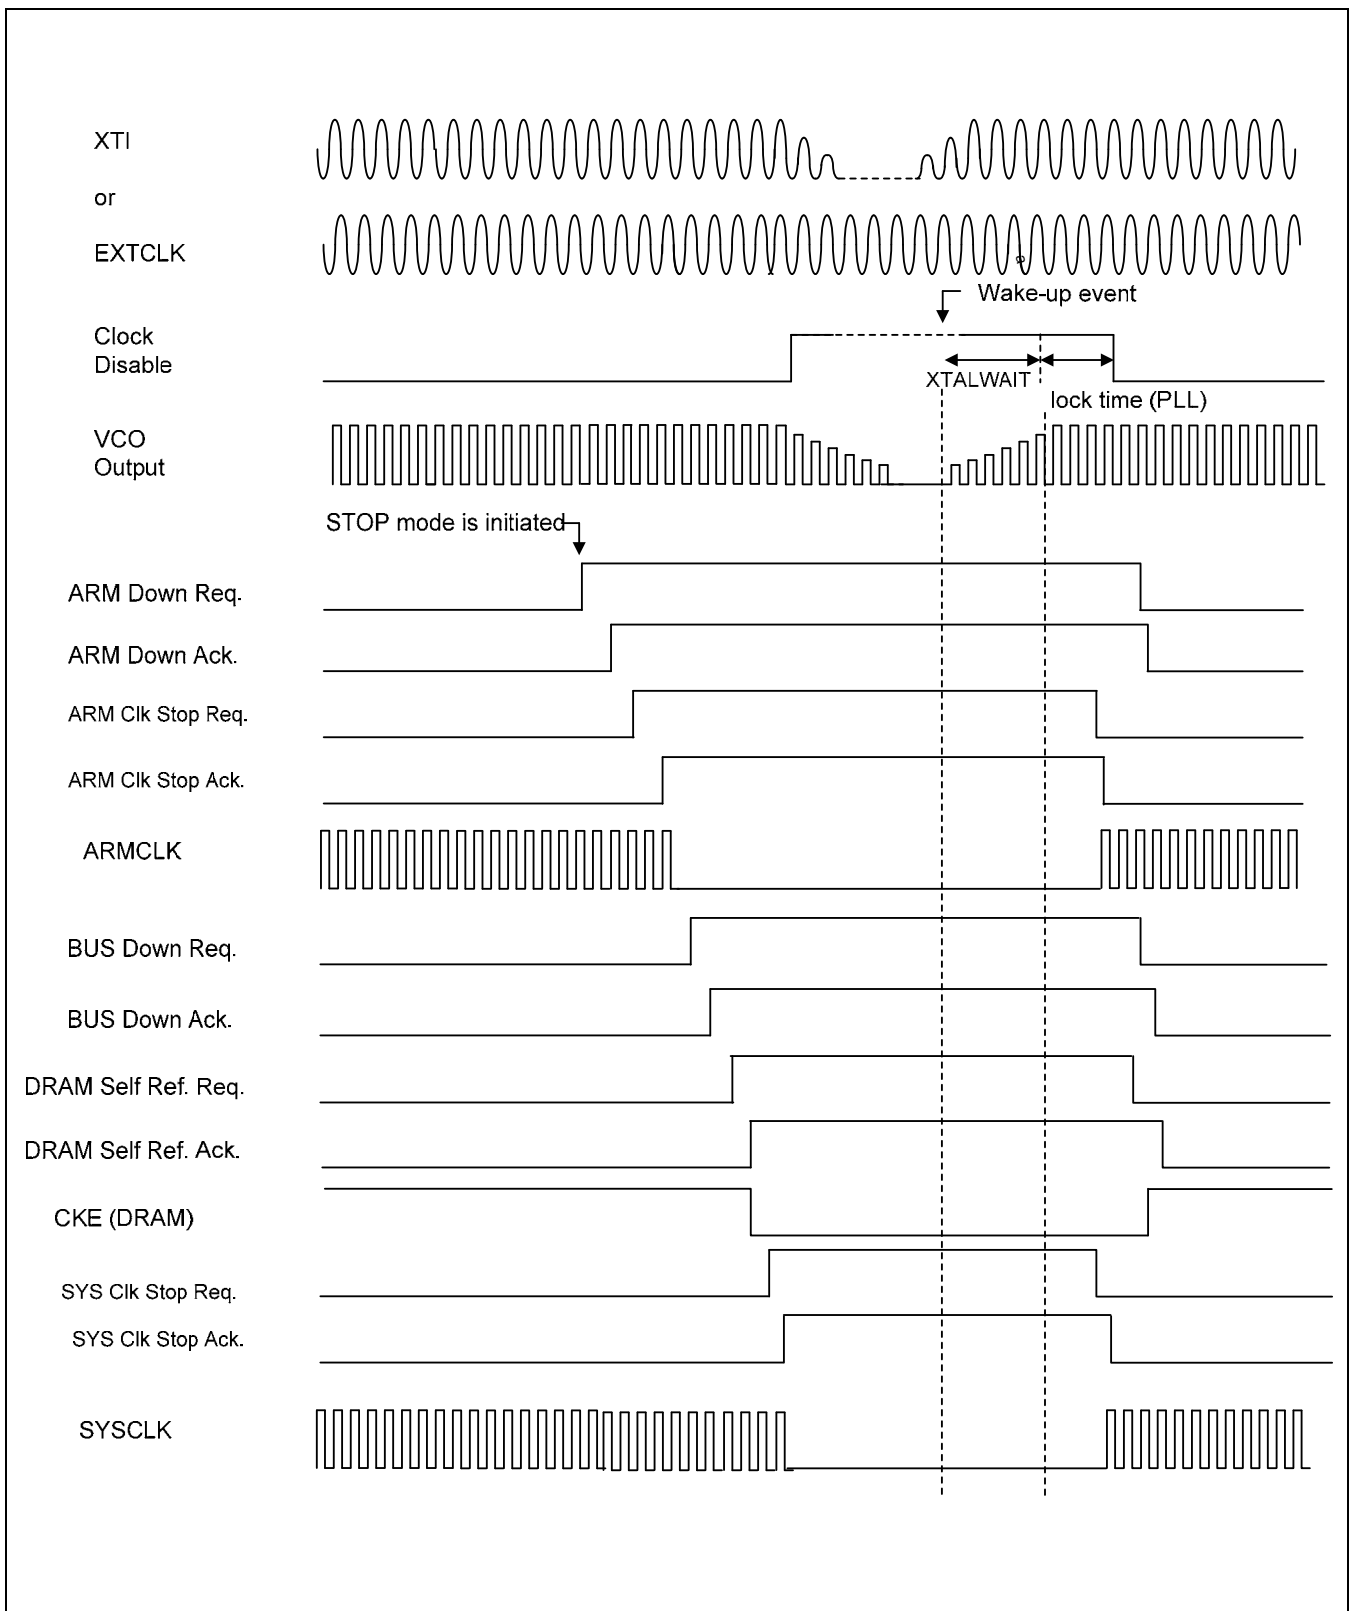 XTI
or
EXTCLK
Wake-up event
Clock
Disable
XTALWAIT
lock time (PLL)
VCO
Output
STOP mode is initiated
ARM Down Req.
ARM Down Ack.
ARM Clk Stop Req.
ARM Clk Stop Ack.
ARMCLK
BUS Down Req.
BUS Down Ack.
DRAM Self Ref. Req.
DRAM Self Ref. Ack.
CKE (DRAM)
SYS Clk Stop Req.
SYS Clk Stop Ack.
SYSCLK